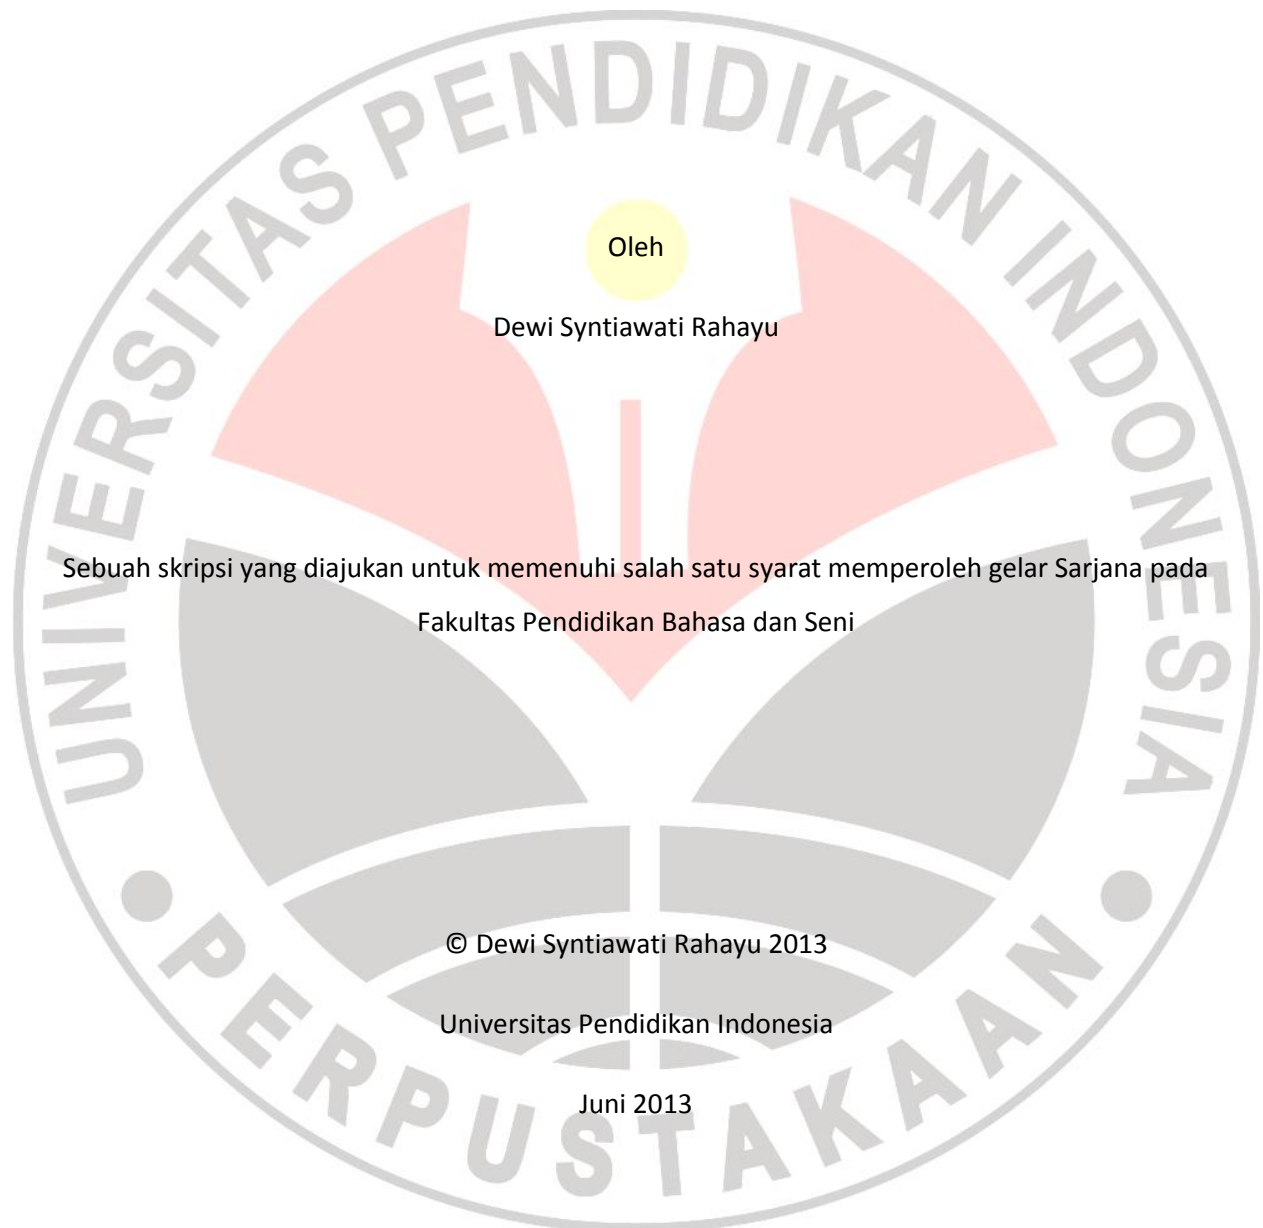 UNIVERSITAS PENDIDIKAN INDONESIA
Oleh
Dewi Syntiawati Rahayu
Sebuah skripsi yang diajukan untuk memenuhi salah satu syarat memperoleh gelar Sarjana pada
Fakultas Pendidikan Bahasa dan Seni
© Dewi Syntiawati Rahayu 2013
Universitas Pendidikan Indonesia
Juni 2013
PERPUSTAKAAN